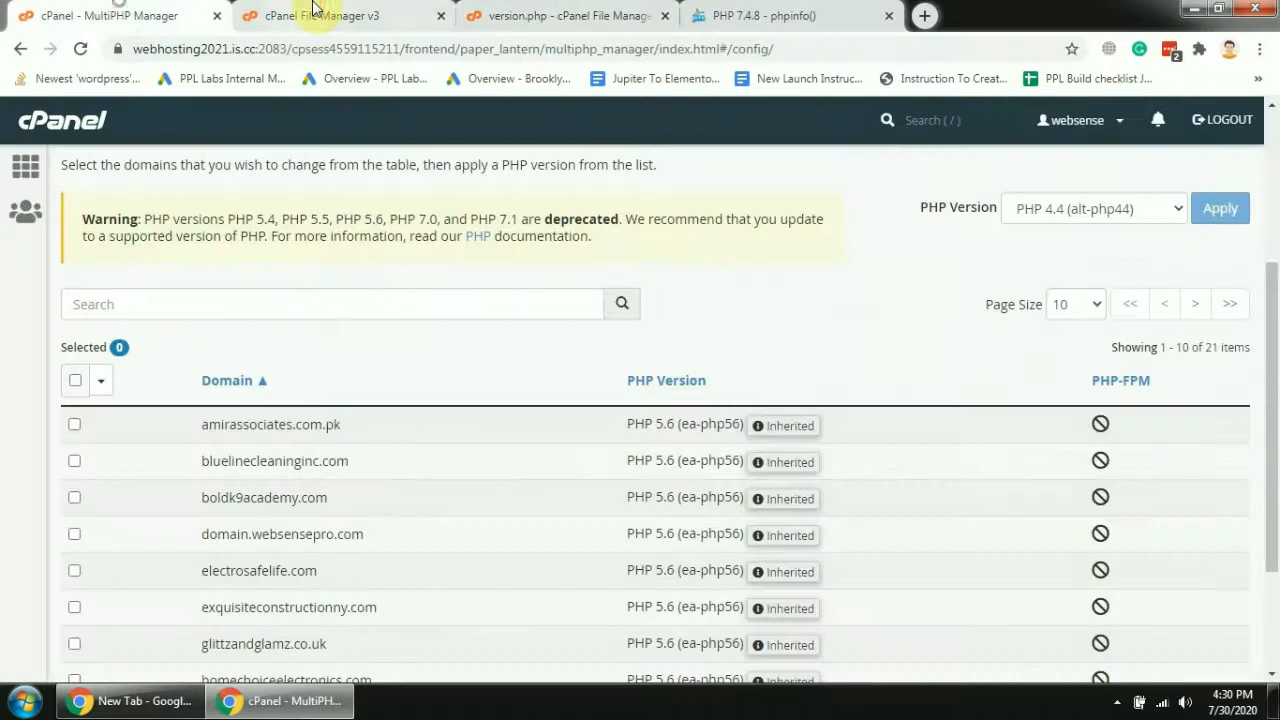 cPanel - MultiPHP Manager
cPanel File Manager v3
version.php - cPanel File Manage
PHP 7.4.8 - phpinfo()
webhosting2021.is.cc:2083/cpsess4559115211/frontend/paper_lantern/multiphp_manager/index.html#/config/
2
Newest 'wordpress'...
PPL Labs Internal M...
Overview - PPL Lab...
Overview - Brooklyn...
Jupiter To Elemento...
New Launch Instruc...
Instruction To Creat...
PPL Build checklist J...
»
cPanel
Search ( / )
websense
LOGOUT
Select the domains that you wish to change from the table, then apply a PHP version from the list.
Warning: PHP versions PHP 5.4, PHP 5.5, PHP 5.6, PHP 7.0, and PHP 7.1 are deprecated. We recommend that you update
to a supported version of PHP. For more information, read our PHP documentation.
PHP Version
PHP 4.4 (alt-php44)
Apply
Search
Page Size
10
<<
<
>
>>
Selected 0
Showing 1 - 10 of 21 items
Domain
PHP Version
PHP-FPM
amirassociates.com.pk PHP 5.6 (ea-php56) Inherited
bluelinecleaninginc.com PHP 5.6 (ea-php56) Inherited
boldk9academy.com PHP 5.6 (ea-php56) Inherited
domain.websensepro.com PHP 5.6 (ea-php56) Inherited
electrosafelife.com PHP 5.6 (ea-php56) Inherited
exquisiteconstructionny.com PHP 5.6 (ea-php56) Inherited
glittzandglamz.co.uk PHP 5.6 (ea-php56) Inherited
homechoiceelectronics.com PHP 5.6 (ea-php56) Inherited
New Tab - Googl...
cPanel - MultiPH...
4:30 PM
7/30/2020